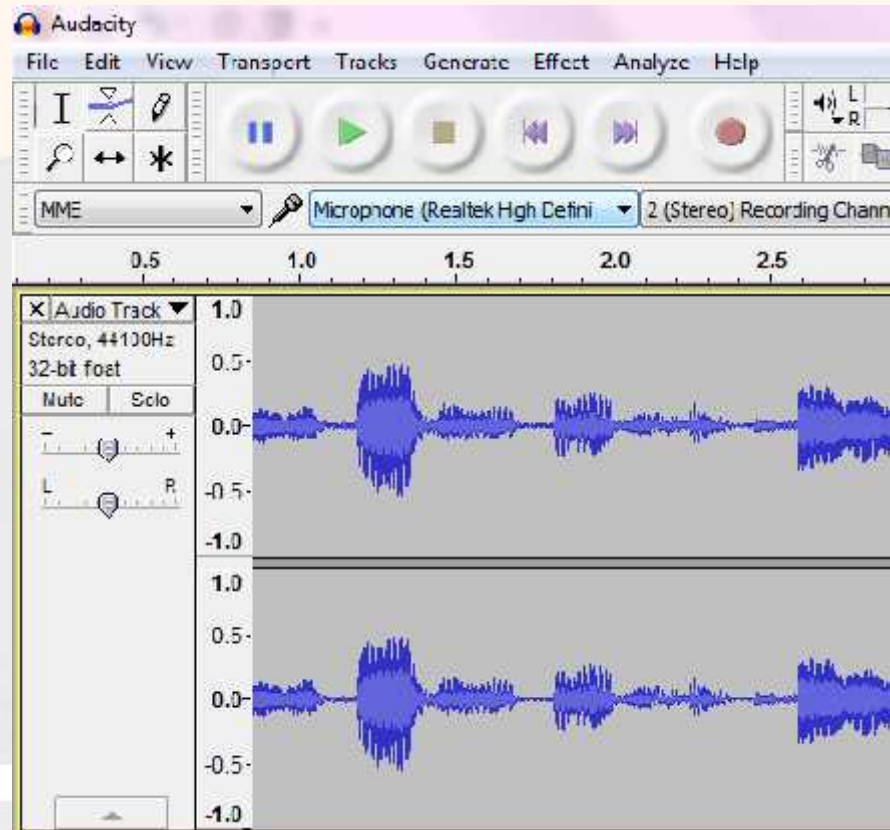 Audacity
File Edit View Transport Tracks Generate Effect Analyze Help
L
R
MME Microphone (Realtek High Defini 2 (Stereo) Recording Chann
0.5 1.0 1.5 2.0 2.5
X Audio Track 1.0
Stereo, 44100Hz
32-bit float 0.5
Mute Solo
- + 0.0
L R -0.5
-1.0
1.0
0.5
0.0
-0.5
-1.0